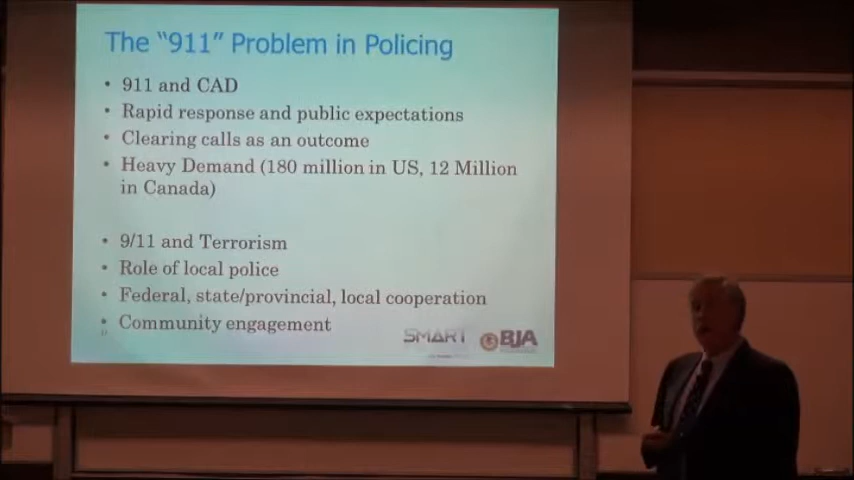 The "911" Problem in Policing
• 911 and CAD
• Rapid response and public expectations
• Clearing calls as an outcome
• Heavy Demand (180 million in US, 12 Million
in Canada)
• 9/11 and Terrorism
• Role of local police
• Federal, state/provincial, local cooperation
• Community engagement
SMART
BJA